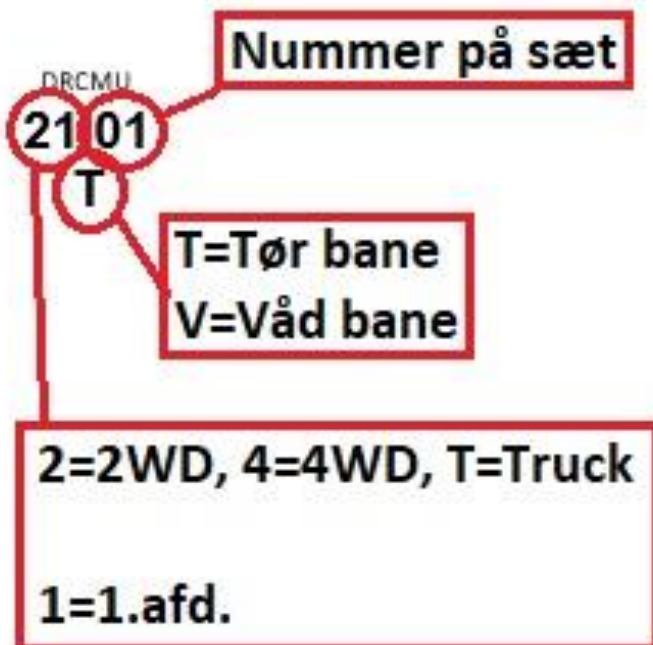 Nummer på sæt
DRCMU
21 01
T
T=Tør bane
V=Våd bane
2=2WD, 4=4WD, T=Truck
1=1.afd.